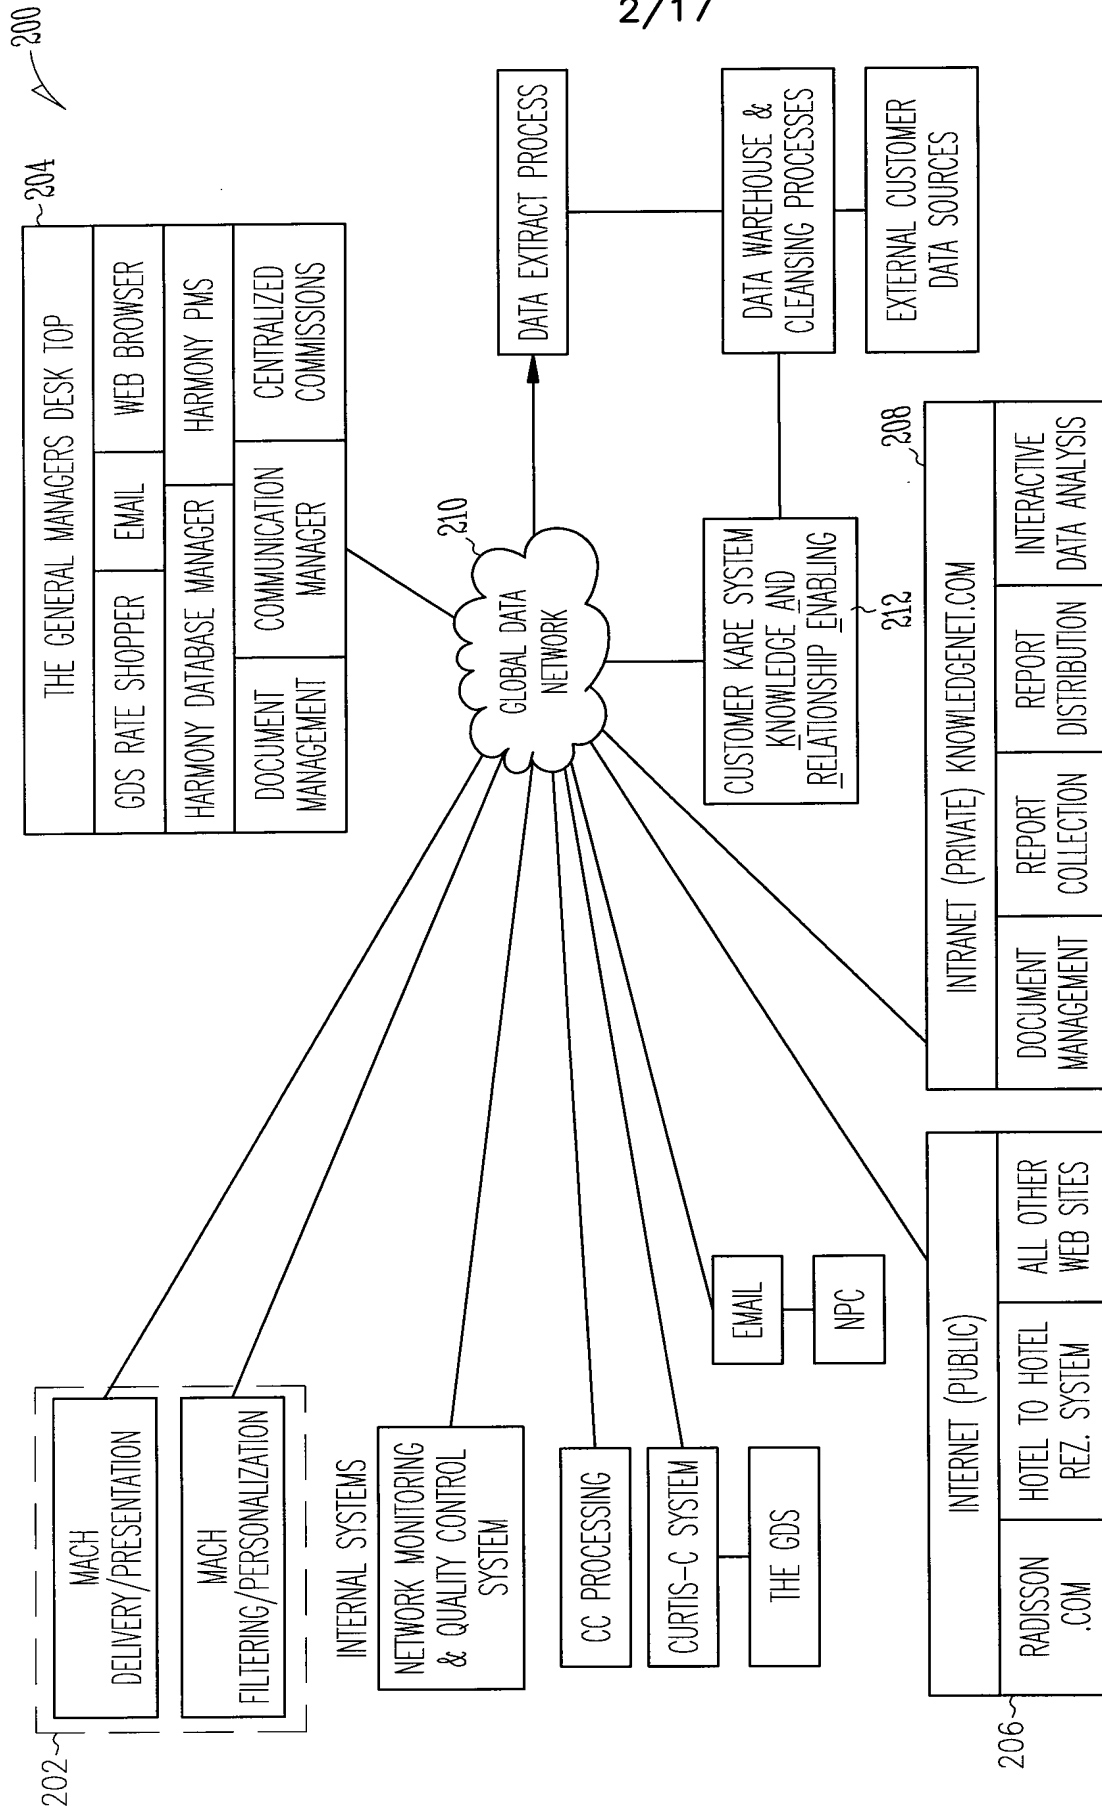 2/17
200
202
MACH
DELIVERY/PRESENTATION
MACH
FILTERING/PERSONALIZATION
204
THE GENERAL MANAGERS DESK TOP
GDS RATE SHOPPER
EMAIL
WEB BROWSER
HARMONY DATABASE MANAGER
HARMONY PMS
DOCUMENT
MANAGEMENT
COMMUNICATION
MANAGER
CENTRALIZED
COMMISSIONS
INTERNAL SYSTEMS
NETWORK MONITORING
& QUALITY CONTROL
SYSTEM
CC PROCESSING
CURTIS-C SYSTEM
THE GDS
EMAIL
NPC
210
GLOBAL DATA
NETWORK
DATA EXTRACT PROCESS
DATA WAREHOUSE &
CLEANSING PROCESSES
EXTERNAL CUSTOMER
DATA SOURCES
CUSTOMER KARE SYSTEM
KNOWLEDGE AND
RELATIONSHIP ENABLING
212
206
INTERNET (PUBLIC)
RADISSON
.COM
HOTEL TO HOTEL
REZ. SYSTEM
ALL OTHER
WEB SITES
208
INTRANET (PRIVATE) KNOWLEDGENET.COM
DOCUMENT
MANAGEMENT
REPORT
COLLECTION
REPORT
DISTRIBUTION
INTERACTIVE
DATA ANALYSIS